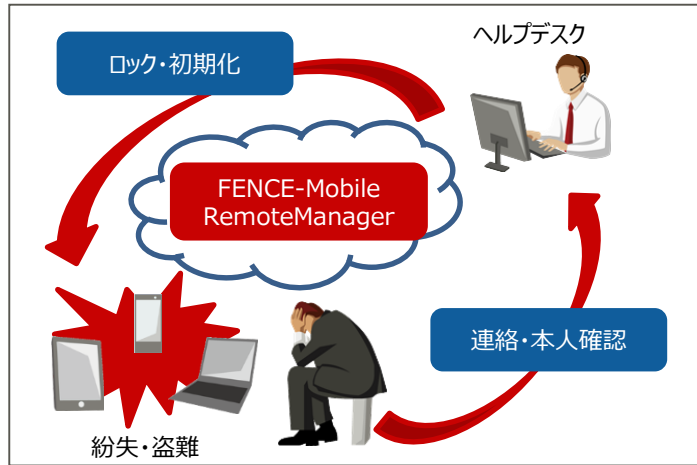 ヘルプデスク
ロック・初期化
FENCE-Mobile
RemoteManager
連絡・本人確認
紛失・盗難